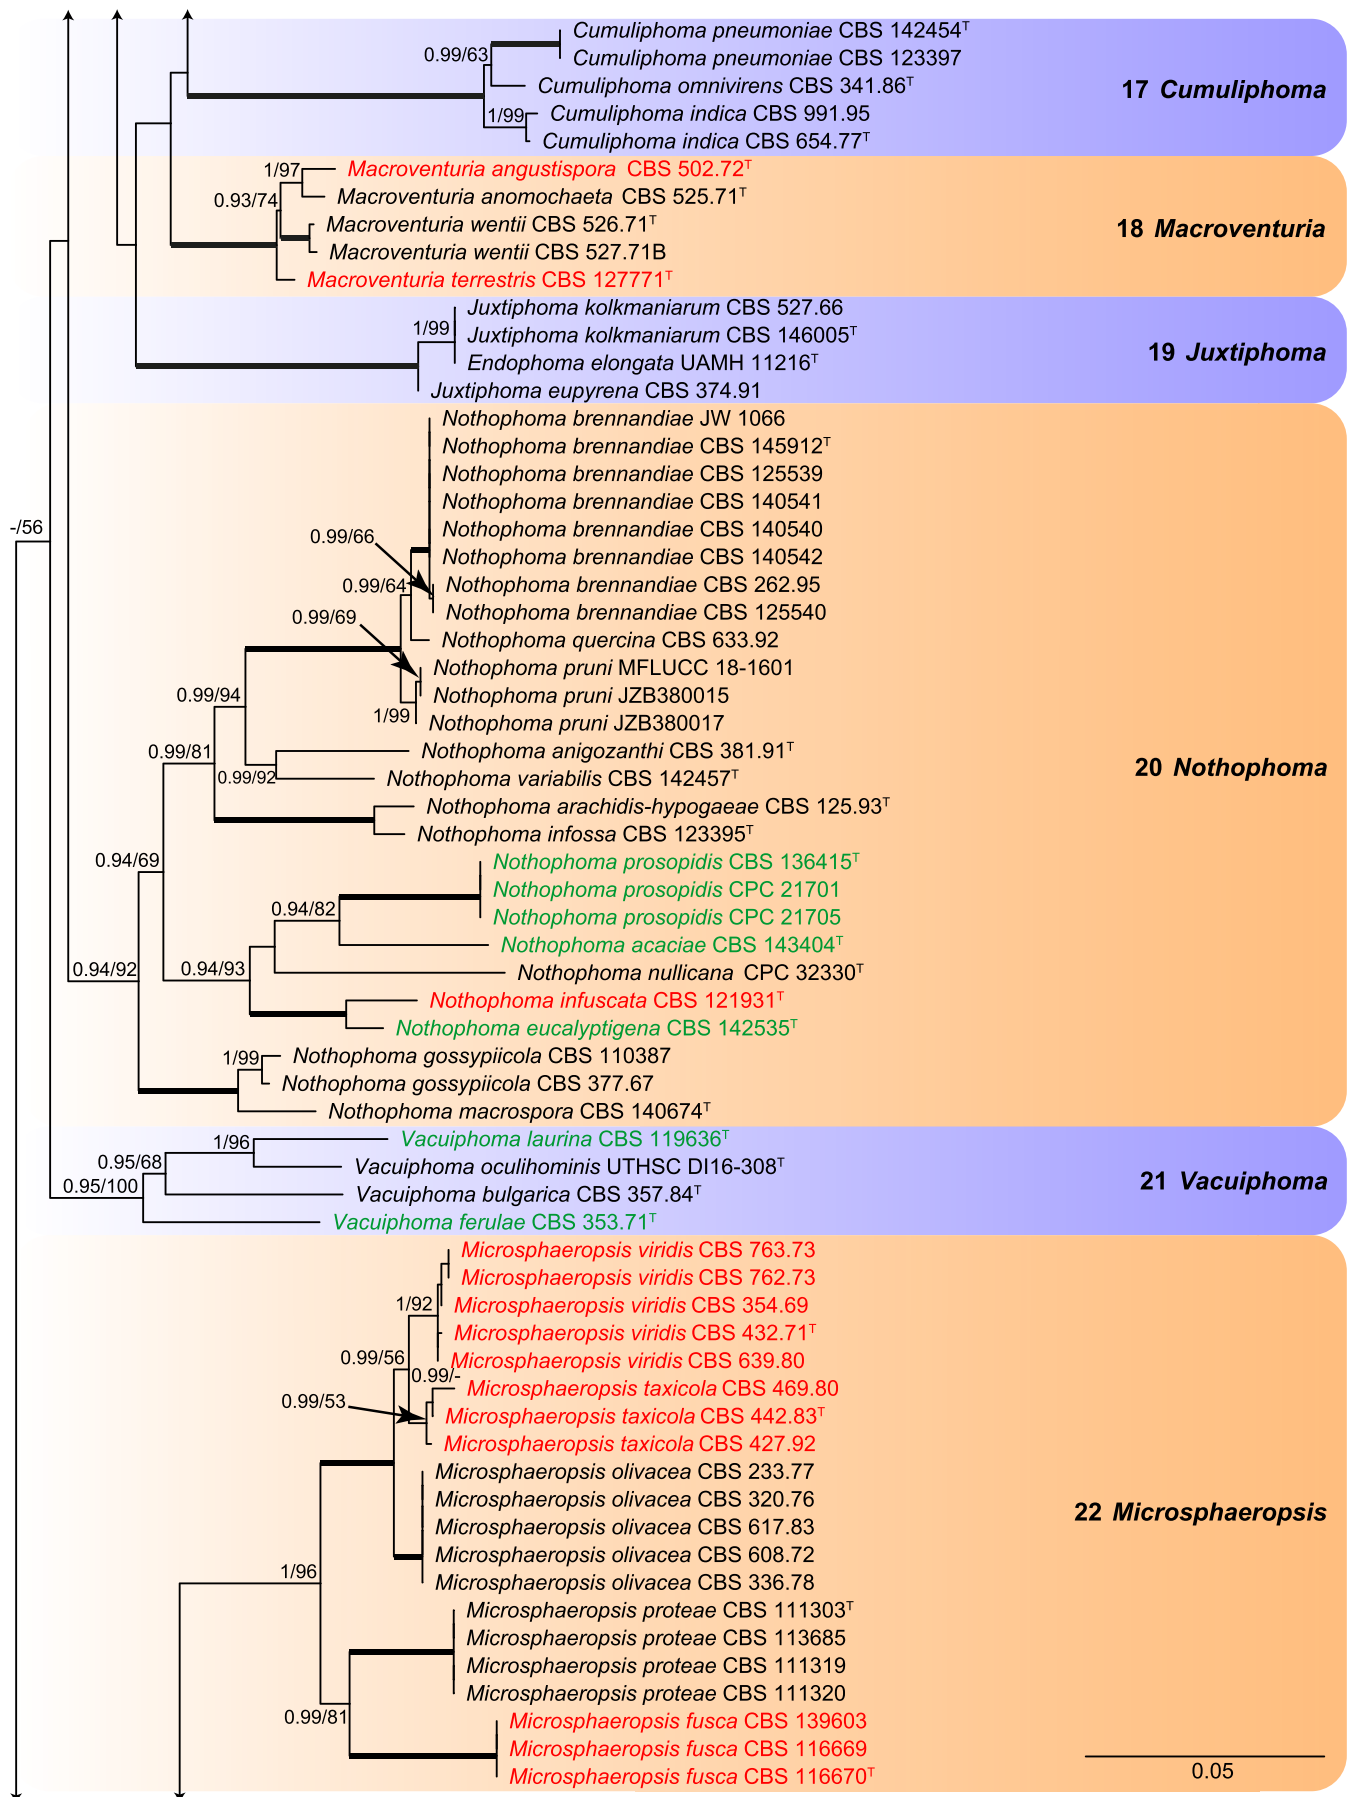 Cumuliphoma pneumoniae CBS 142454ᵀ
0.99/63
Cumuliphoma pneumoniae CBS 123397
Cumuliphoma omnivirens CBS 341.86ᵀ
17 Cumuliphoma
1/99
Cumuliphoma indica CBS 991.95
Cumuliphoma indica CBS 654.77ᵀ
1/97
Macroventuria angustispora CBS 502.72ᵀ
0.93/74
Macroventuria anomochaeta CBS 525.71ᵀ
Macroventuria wentii CBS 526.71ᵀ
18 Macroventuria
Macroventuria wentii CBS 527.71B
Macroventuria terrestris CBS 127771ᵀ
Juxtiphoma kolkmaniarum CBS 527.66
1/99
Juxtiphoma kolkmaniarum CBS 146005ᵀ
19 Juxtiphoma
Endophoma elongata UAMH 11216ᵀ
Juxtiphoma eupyrena CBS 374.91
Nothophoma brennandiae JW 1066
Nothophoma brennandiae CBS 145912ᵀ
Nothophoma brennandiae CBS 125539
Nothophoma brennandiae CBS 140541
-/56
Nothophoma brennandiae CBS 140540
0.99/66
Nothophoma brennandiae CBS 140542
0.99/64
Nothophoma brennandiae CBS 262.95
Nothophoma brennandiae CBS 125540
0.99/69
Nothophoma quercina CBS 633.92
Nothophoma pruni MFLUCC 18-1601
0.99/94
Nothophoma pruni JZB380015
1/99
Nothophoma pruni JZB380017
0.99/81
Nothophoma anigozanthi CBS 381.91ᵀ
20 Nothophoma
0.99/92
Nothophoma variabilis CBS 142457ᵀ
Nothophoma arachidis-hypogaeae CBS 125.93ᵀ
Nothophoma infossa CBS 123395ᵀ
0.94/69
Nothophoma prosopidis CBS 136415ᵀ
Nothophoma prosopidis CPC 21701
0.94/82
Nothophoma prosopidis CPC 21705
Nothophoma acaciae CBS 143404ᵀ
0.94/92
0.94/93
Nothophoma nullicana CPC 32330ᵀ
Nothophoma infuscata CBS 121931ᵀ
Nothophoma eucalyptigena CBS 142535ᵀ
1/99
Nothophoma gossypiicola CBS 110387
Nothophoma gossypiicola CBS 377.67
Nothophoma macrospora CBS 140674ᵀ
1/96
Vacuiphoma laurina CBS 119636ᵀ
0.95/68
Vacuiphoma oculihominis UTHSC DI16-308ᵀ
21 Vacuiphoma
0.95/100
Vacuiphoma bulgarica CBS 357.84ᵀ
Vacuiphoma ferulae CBS 353.71ᵀ
Microsphaeropsis viridis CBS 763.73
Microsphaeropsis viridis CBS 762.73
1/92
Microsphaeropsis viridis CBS 354.69
Microsphaeropsis viridis CBS 432.71ᵀ
0.99/56
Microsphaeropsis viridis CBS 639.80
0.99/-
Microsphaeropsis taxicola CBS 469.80
0.99/53
Microsphaeropsis taxicola CBS 442.83ᵀ
Microsphaeropsis taxicola CBS 427.92
Microsphaeropsis olivacea CBS 233.77
Microsphaeropsis olivacea CBS 320.76
22 Microsphaeropsis
Microsphaeropsis olivacea CBS 617.83
Microsphaeropsis olivacea CBS 608.72
1/96
Microsphaeropsis olivacea CBS 336.78
Microsphaeropsis proteae CBS 111303ᵀ
Microsphaeropsis proteae CBS 113685
Microsphaeropsis proteae CBS 111319
Microsphaeropsis proteae CBS 111320
0.99/81
Microsphaeropsis fusca CBS 139603
Microsphaeropsis fusca CBS 116669
Microsphaeropsis fusca CBS 116670ᵀ
0.05